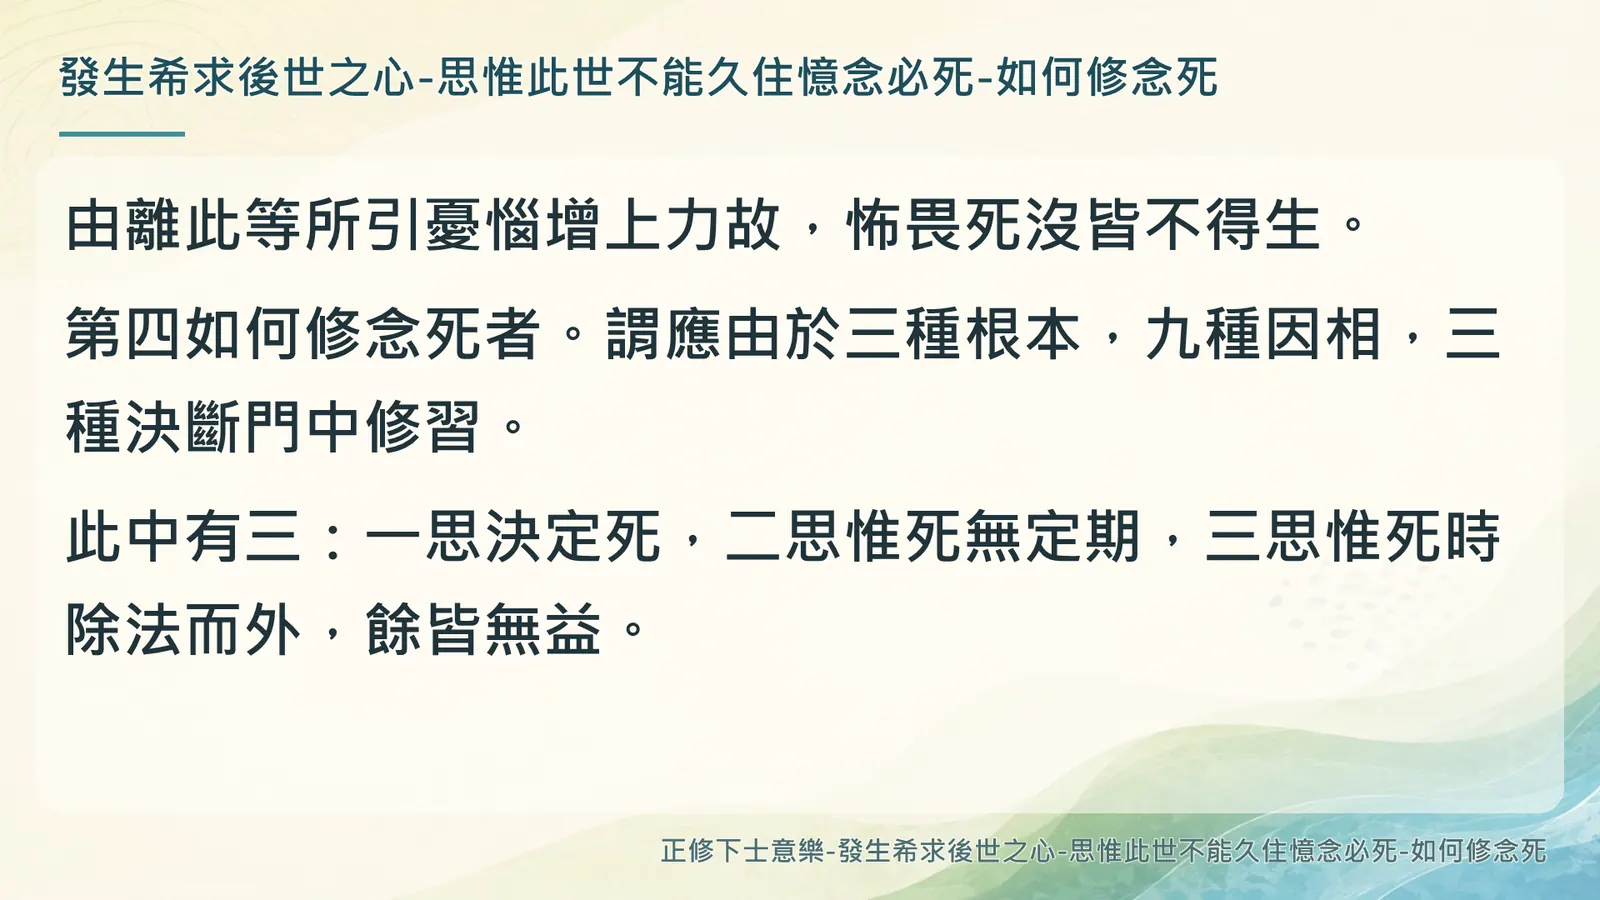 發生希求後世之心-思惟此世不能久住憶念必死-如何修念死
由離此等所引憂惱增上力故，怖畏死沒皆不得生。
第四如何修念死者。謂應由於三種根本，九種因相，三
種決斷門中修習。
此中有三：一思決定死，二思惟死無定期，三思惟死時
除法而外，餘皆無益。
正修下士意樂-發生希求後世之心-思惟此世不能久住憶念必死-如何修念死